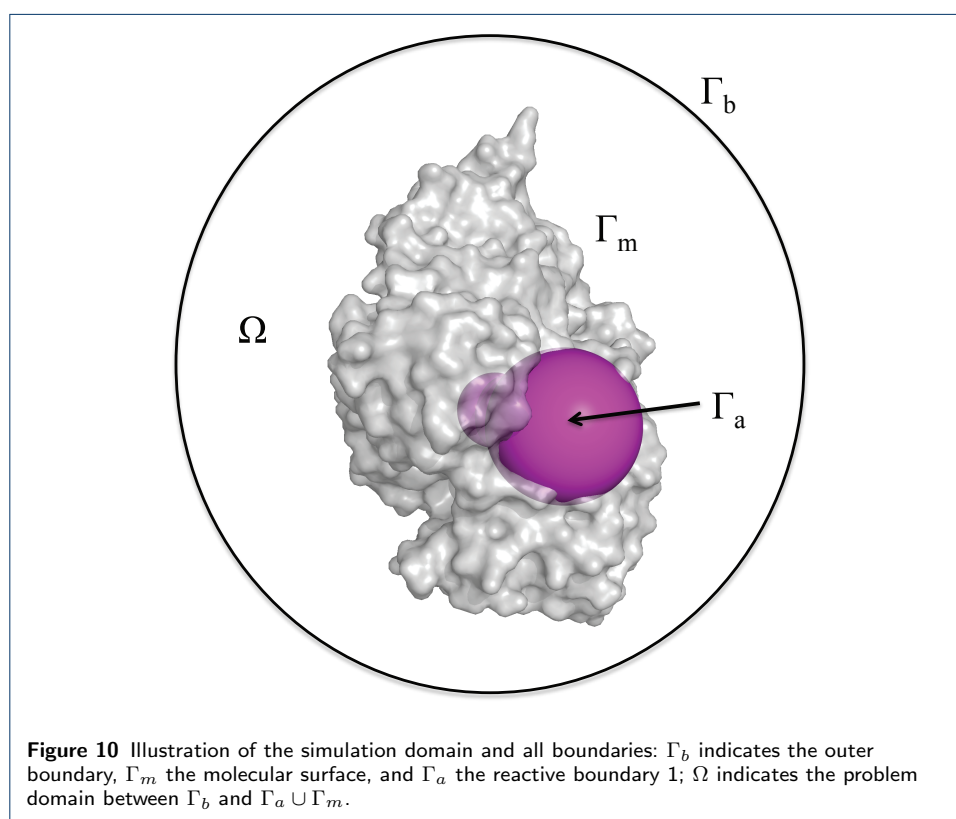 Γb
Γm
Ω
Γa
Figure 10 Illustration of the simulation domain and all boundaries: Γb indicates the outer
boundary, Γm the molecular surface, and Γa the reactive boundary 1; Ω indicates the problem
domain between Γb and Γa ∪ Γm.